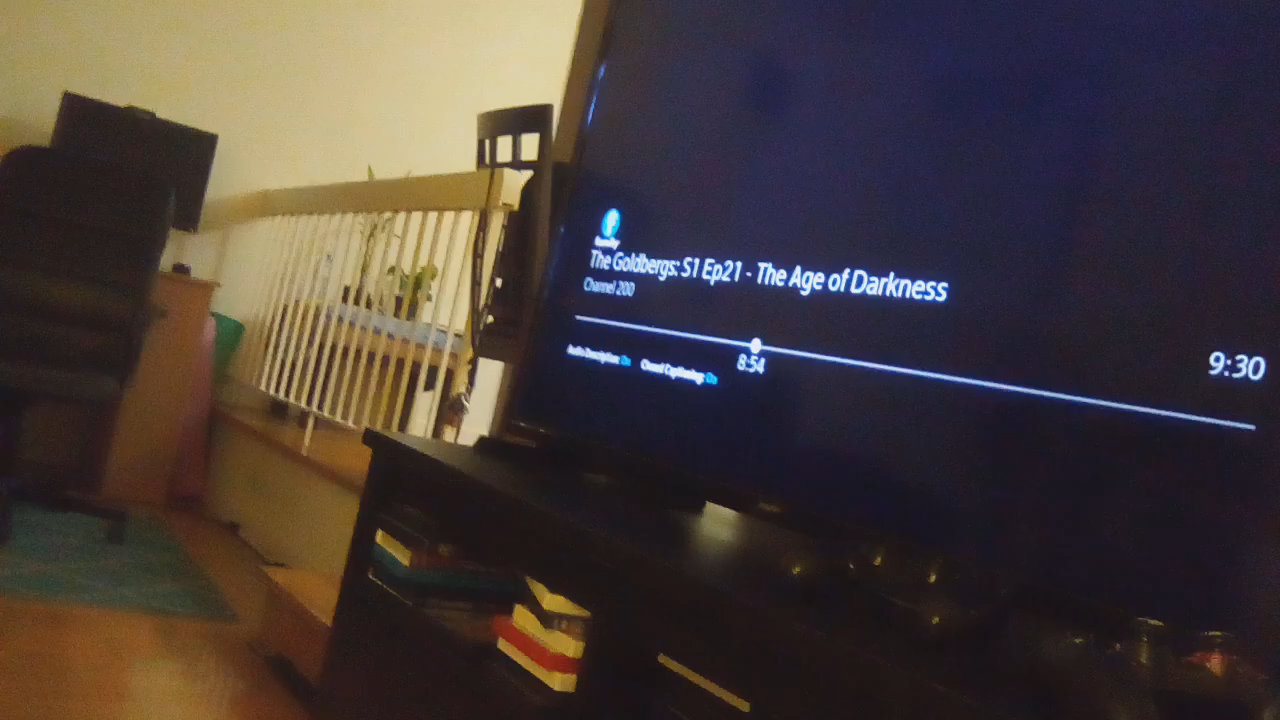 family
The Goldbergs: S1 Ep21 - The Age of Darkness
Channel 200
8:54
9:30
Audio Description: On Closed Captioning: On